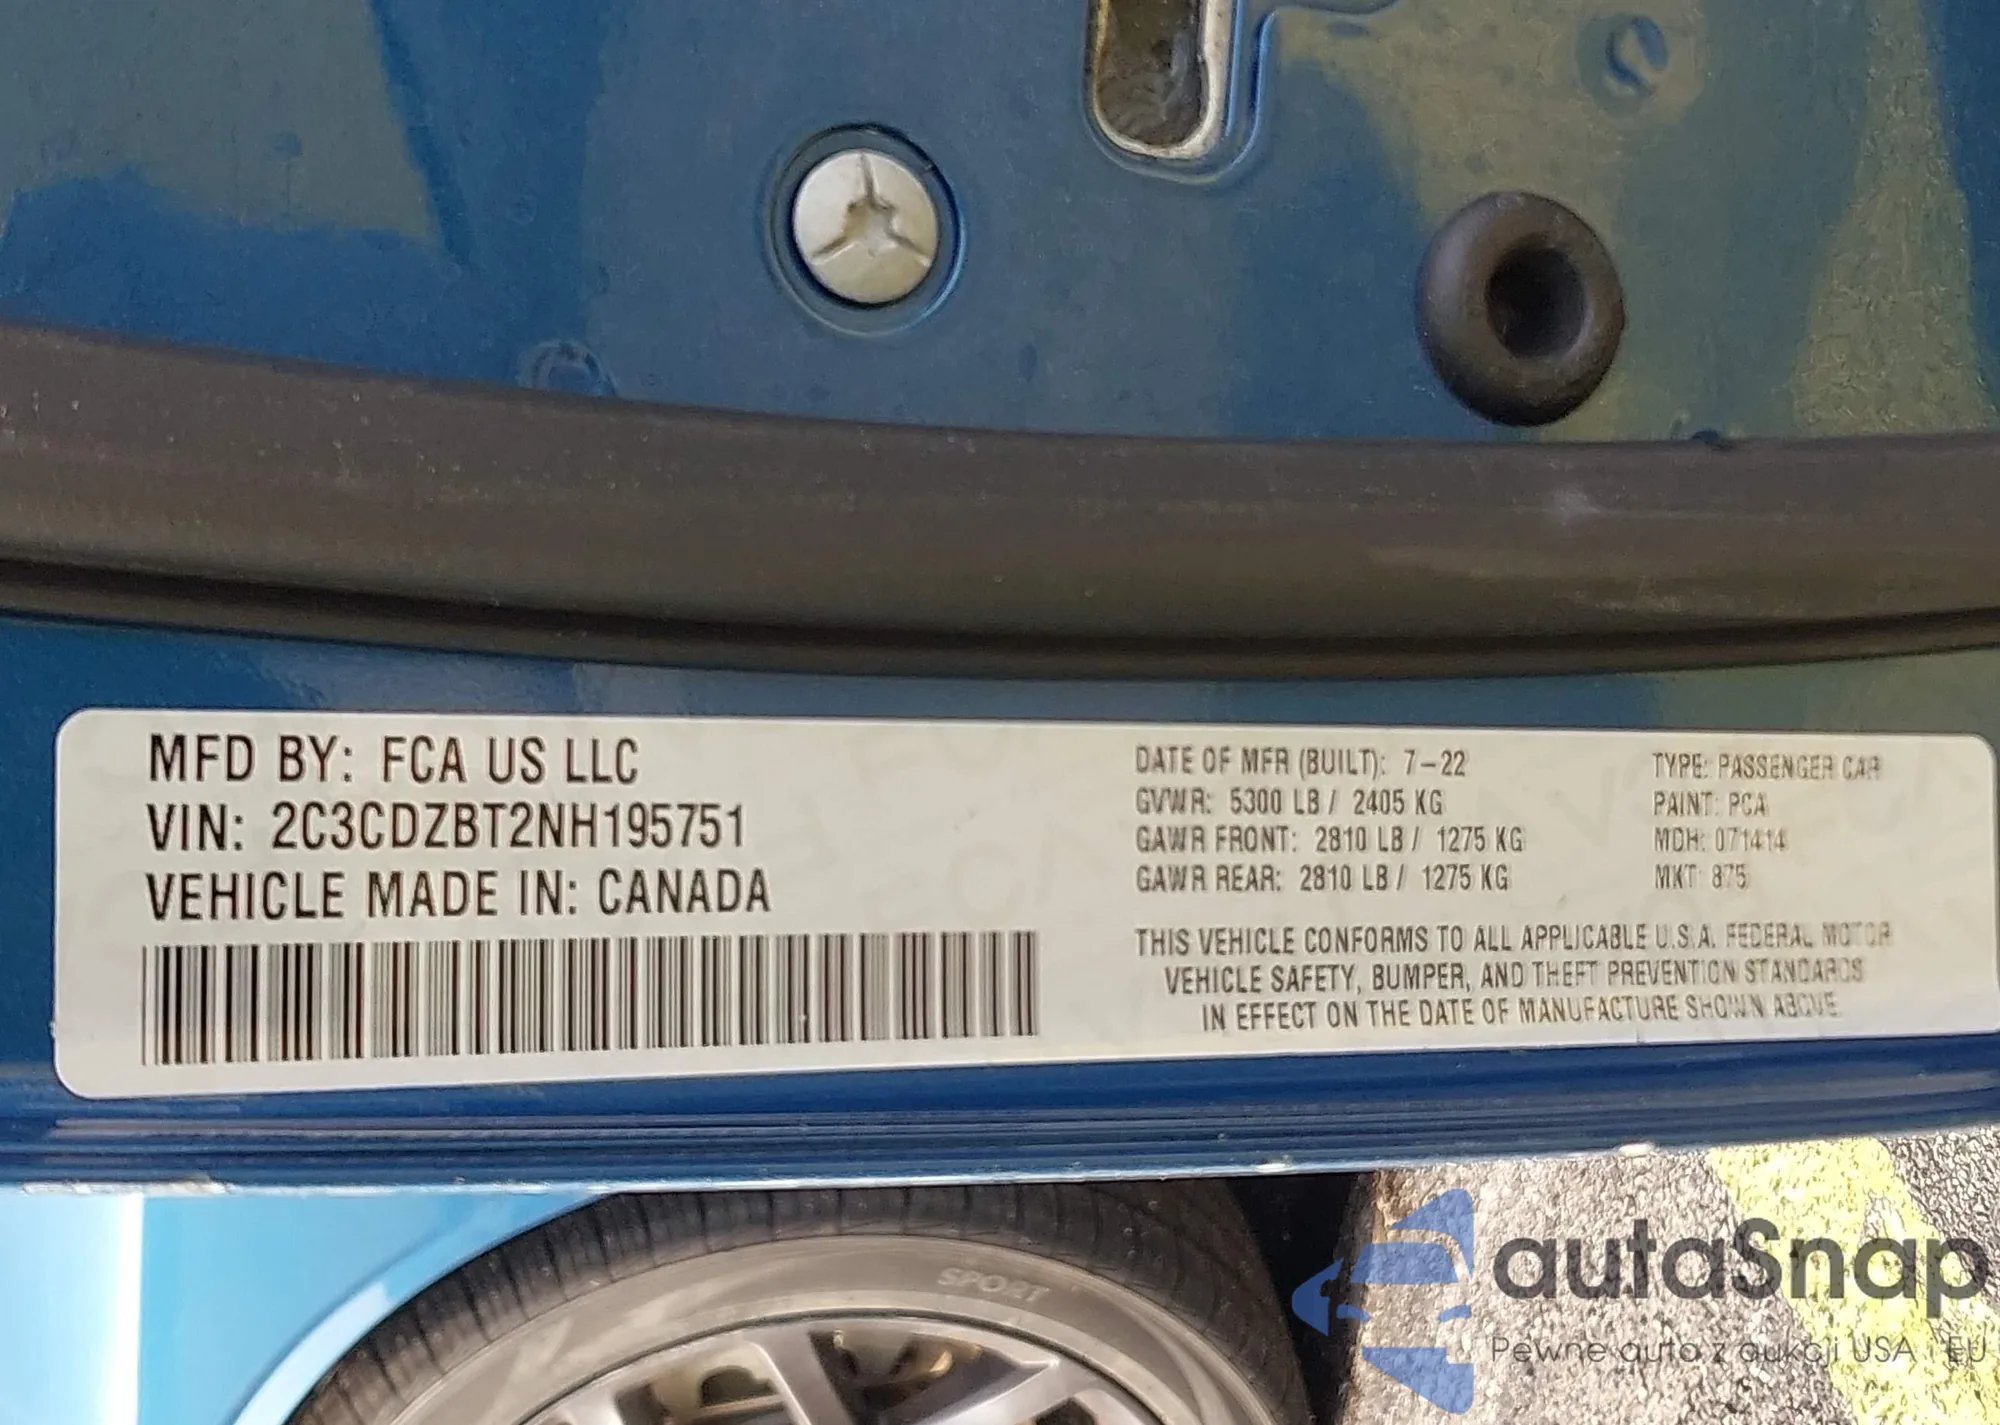 MFD BY: FCA US LLC
VIN: 2C3CDZBT2NH195751
VEHICLE MADE IN: CANADA
DATE OF MFR (BUILT): 7-22
GVWR: 5300 LB / 2405 KG
GAWR FRONT: 2810 LB / 1275 KG
GAWR REAR: 2810 LB / 1275 KG
TYPE: PASSENGER CAR
PAINT: PCA
MDH: 071414
MKT: 875
THIS VEHICLE CONFORMS TO ALL APPLICABLE U.S.A. FEDERAL MOTOR
VEHICLE SAFETY, BUMPER, AND THEFT PREVENTION STANDARDS
IN EFFECT ON THE DATE OF MANUFACTURE SHOWN ABOVE.
SPORT
autaSnap
Pewne auta z aukcji USA i EU